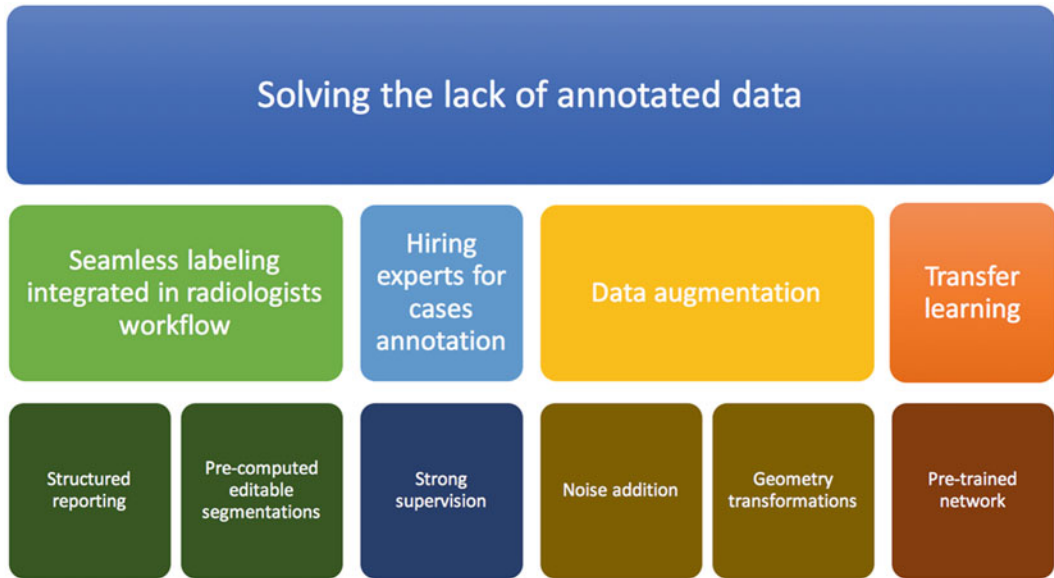 Solving the lack of annotated data
Seamless labeling
integrated in radiologists
workflow
Hiring
experts for
cases
annotation
Data augmentation
Transfer
learning
Structured
reporting
Pre-computed
editable
segmentations
Strong
supervision
Noise addition
Geometry
transformations
Pre-trained
network